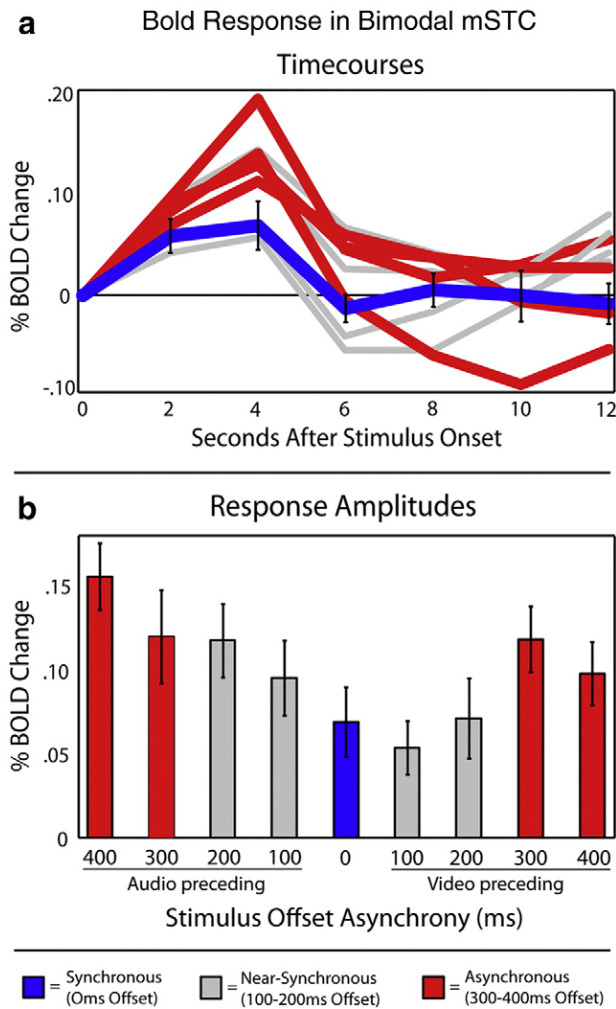 a
Bold Response in Bimodal mSTC
Timecourses
% BOLD Change
.20
.10
0
-.10
0 2 4 6 8 10 12
Seconds After Stimulus Onset
b
Response Amplitudes
% BOLD Change
.15
.10
.05
0
400 300 200 100 0 100 200 300 400
Audio preceding Video preceding
Stimulus Offset Asynchrony (ms)
= Synchronous = Near-Synchronous = Asynchronous
(0ms Offset) (100-200ms Offset) (300-400ms Offset)